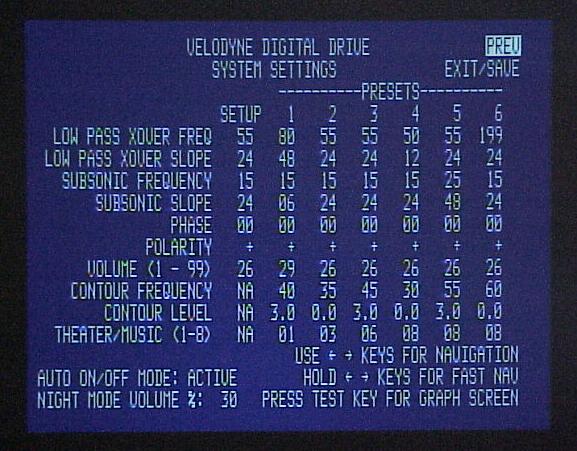 VELODYNE DIGITAL DRIVE PREV
SYSTEM SETTINGS EXIT/SAVE
----------PRESETS----------
SETUP 1 2 3 4 5 6
LOW PASS XOVER FREQ 55 80 55 55 50 55 199
LOW PASS XOVER SLOPE 24 48 24 24 12 24 24
SUBSONIC FREQUENCY 15 15 15 15 15 25 15
SUBSONIC SLOPE 24 06 24 24 24 48 24
PHASE 00 00 00 00 00 00 00
POLARITY + + + + + + +
VOLUME (1 - 99) 26 29 26 26 26 26 26
CONTOUR FREQUENCY NA 40 35 45 30 55 60
CONTOUR LEVEL NA 3.0 0.0 3.0 0.0 3.0 0.0
THEATER/MUSIC (1-8) NA 01 03 06 08 08 08
USE ← → KEYS FOR NAVIGATION
AUTO ON/OFF MODE: ACTIVE HOLD ← → KEYS FOR FAST NAV
NIGHT MODE VOLUME %: 30 PRESS TEST KEY FOR GRAPH SCREEN